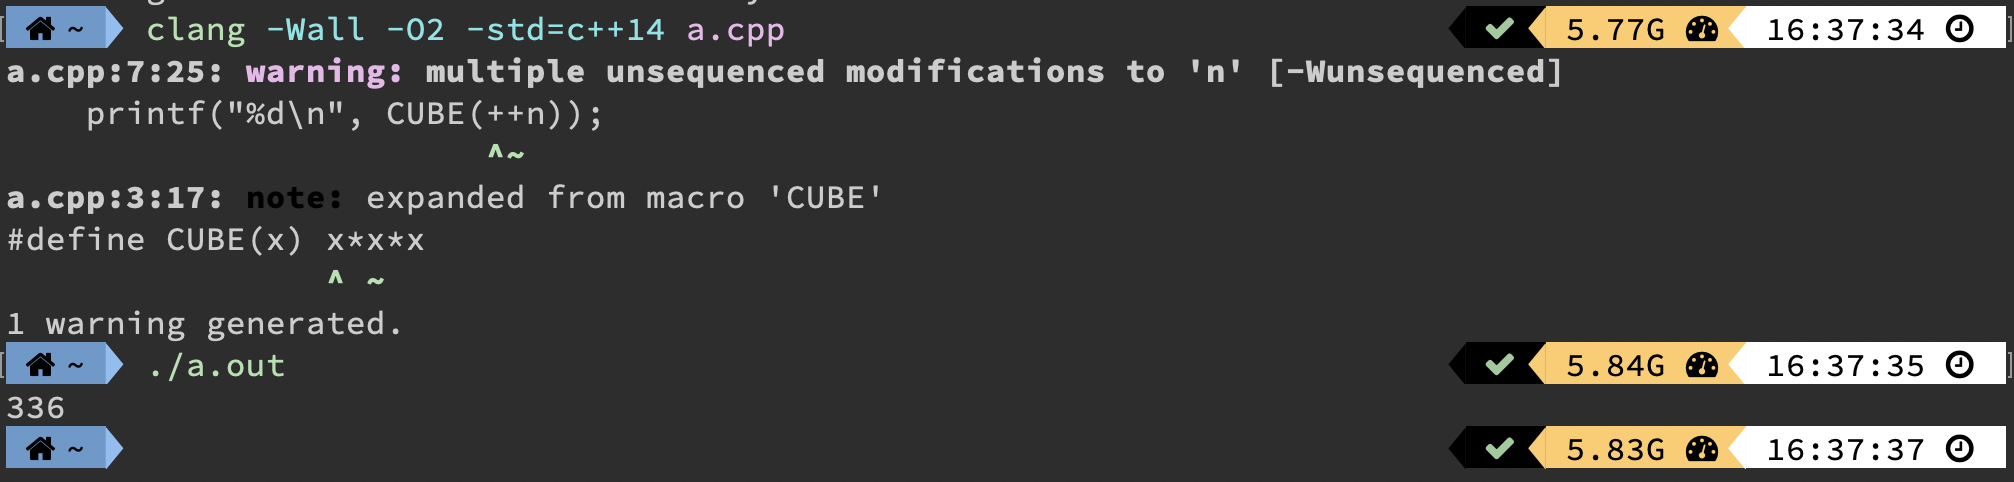 ~ clang -Wall -O2 -std=c++14 a.cpp 5.77G 16:37:34
a.cpp:7:25: warning: multiple unsequenced modifications to 'n' [-Wunsequenced]
    printf("%d\n", CUBE(++n));
                        ^~
a.cpp:3:17: note: expanded from macro 'CUBE'
#define CUBE(x) x*x*x
                ^ ~
1 warning generated.
~ ./a.out 5.84G 16:37:35
336
~ 5.83G 16:37:37